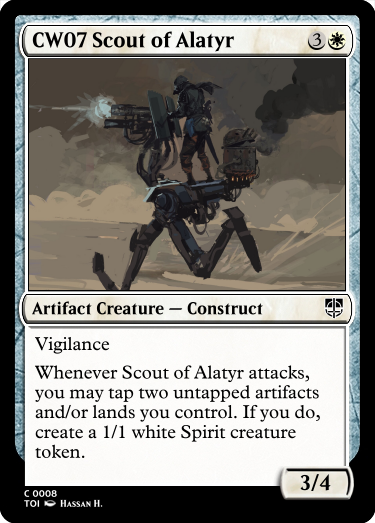 CW07 Scout of Alatyr 3
Artifact Creature — Construct
Vigilance
Whenever Scout of Alatyr attacks,
you may tap two untapped artifacts
and/or lands you control. If you do,
create a 1/1 white Spirit creature
token.
3/4
C 0008
TOI HASSAN H.